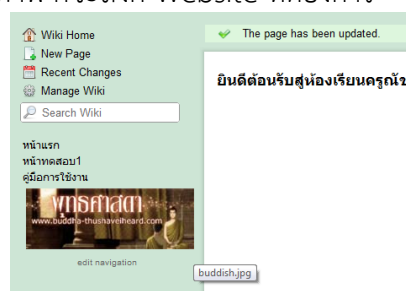 Wiki Home
New Page
Recent Changes
Manage Wiki
Search Wiki
หน้าแรก
หน้าทดสอบ1
คู่มือการใช้งาน
พุทธศาสดา
www.buddha-thushaveiheard.com
edit navigation
The page has been updated.
ยินดีต้อนรับสู่ห้องเรียนครูณัช
buddish.jpg